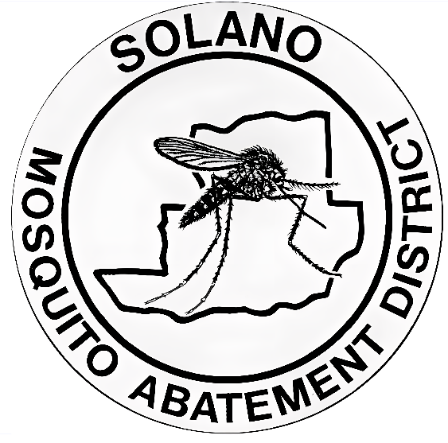 SOLANO
MOSQUITO ABATEMENT DISTRICT